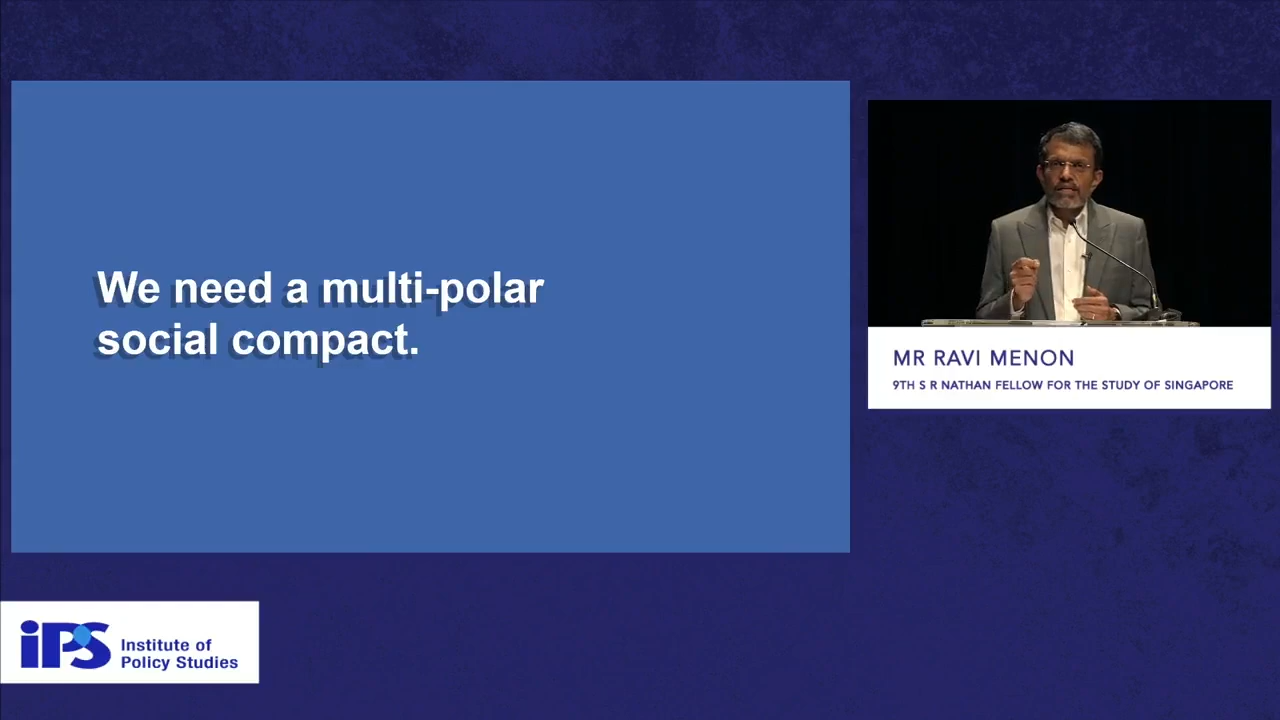 We need a multi-polar
social compact.
MR RAVI MENON
9TH S R NATHAN FELLOW FOR THE STUDY OF SINGAPORE
iPS
Institute of
Policy Studies